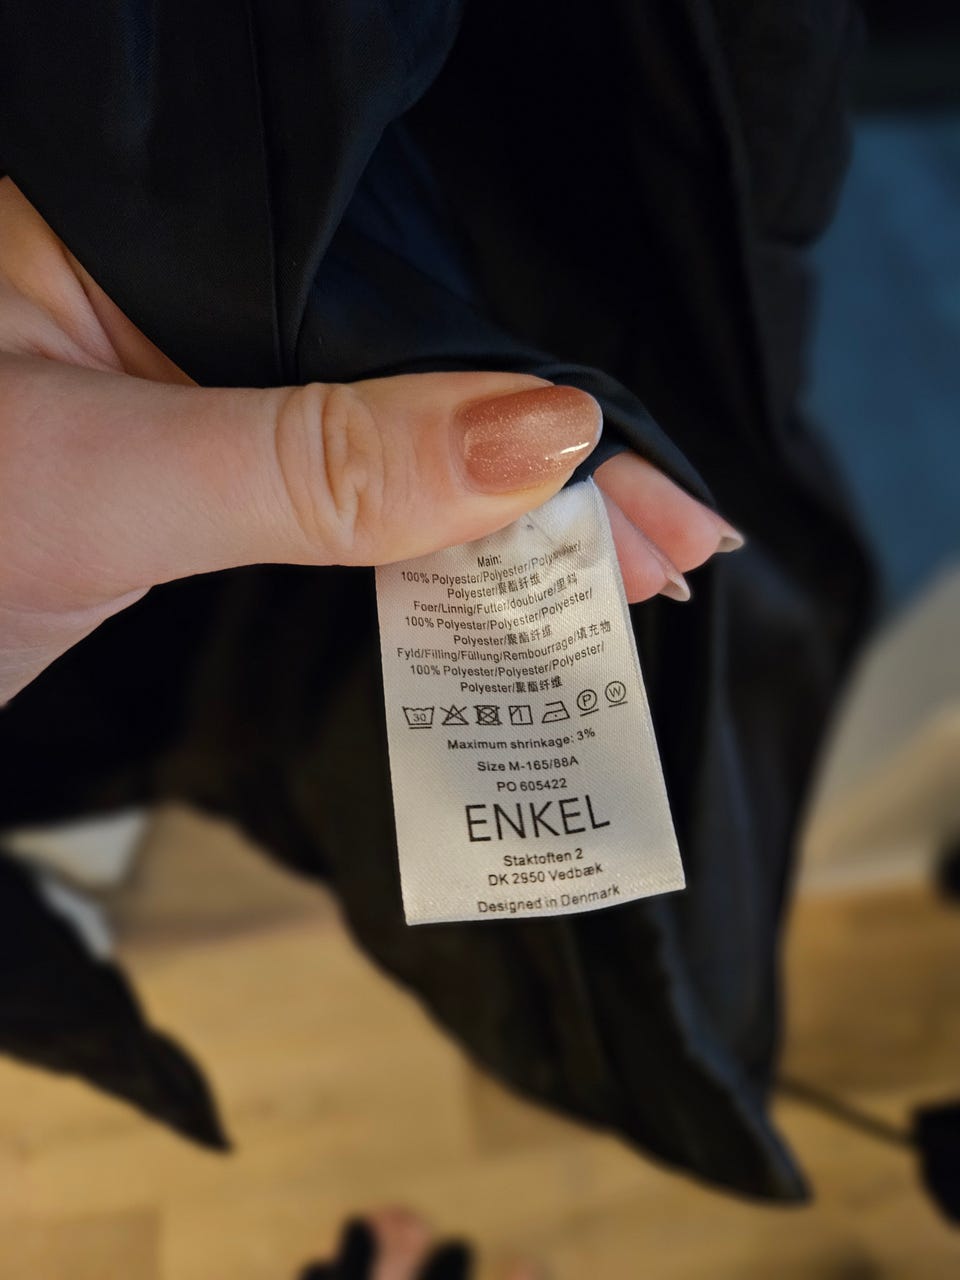 Main:
100% Polyester/Polyester/Polyester/
Polyester/聚酯纤维
Foer/Linnig/Futter/doublure/里料
100% Polyester/Polyester/Polyester/
Polyester/聚酯纤维
Fyld/Filling/Füllung/Rembourrage/填充物
100% Polyester/Polyester/Polyester/
Polyester/聚酯纤维
30 P W
Maximum shrinkage: 3%
Size M-165/88A
PO 605422
ENKEL
Staktoften 2
DK 2950 Vedbæk
Designed in Denmark